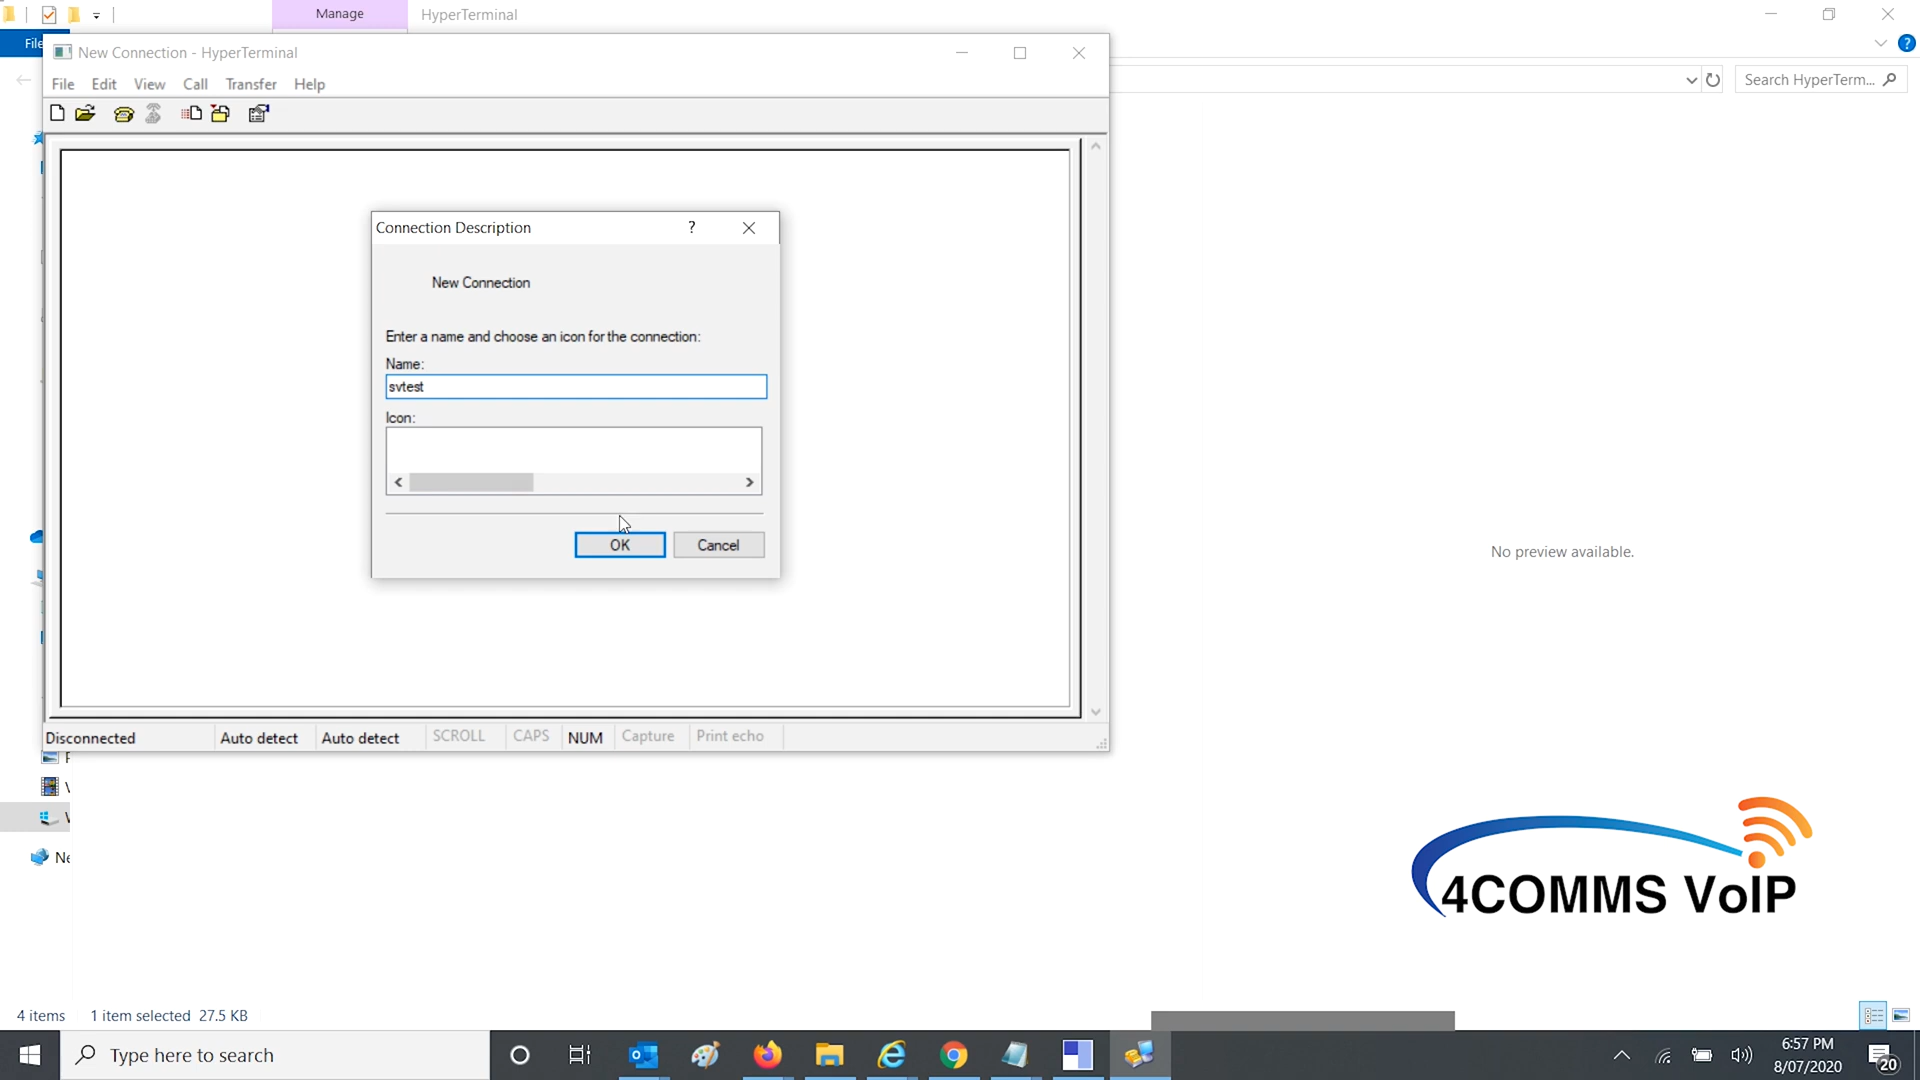 Manage
HyperTerminal
File
New Connection - HyperTerminal
File Edit View Call Transfer Help
Search HyperTerm...
Connection Description
?
New Connection
Enter a name and choose an icon for the connection:
Name:
svtest
Icon:
OK
Cancel
No preview available.
Disconnected
Auto detect
Auto detect
SCROLL
CAPS
NUM
Capture
Print echo
Ne
4COMMS VoIP
4 items
1 item selected 27.5 KB
Type here to search
6:57 PM
8/07/2020
20